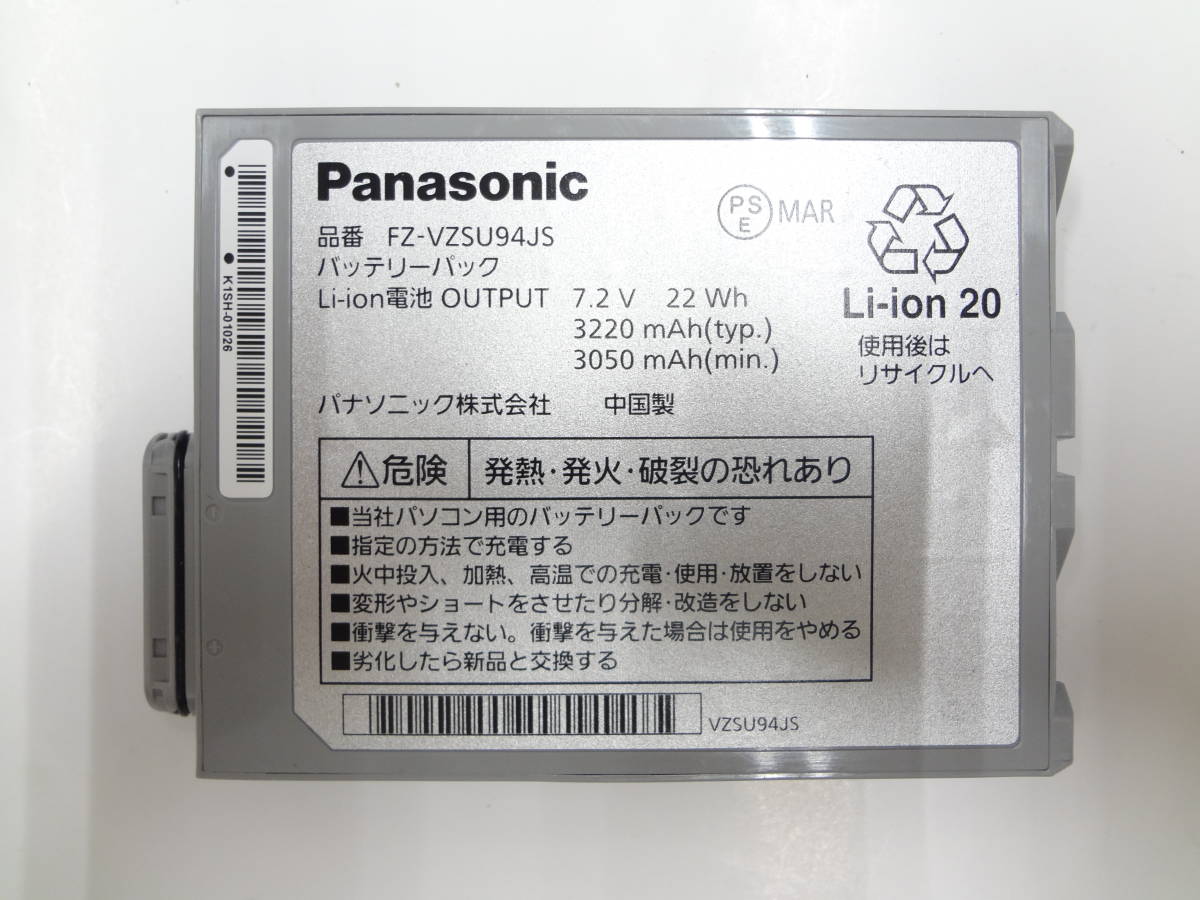 Panasonic
品番 FZ-VZSU94JS
バッテリーパック
Li-ion電池 OUTPUT 7.2 V 22 Wh
3220 mAh(typ.)
3050 mAh(min.)
パナソニック株式会社 中国製
PS
E
MAR
Li-ion 20
使用後は
リサイクルへ
K1SH-01026
危険 発熱・発火・破裂の恐れあり
■当社パソコン用のバッテリーパックです
■指定の方法で充電する
■火中投入、加熱、高温での充電・使用・放置をしない
■変形やショートをさせたり分解・改造をしない
■衝撃を与えない。衝撃を与えた場合は使用をやめる
■劣化したら新品と交換する
VZSU94JS